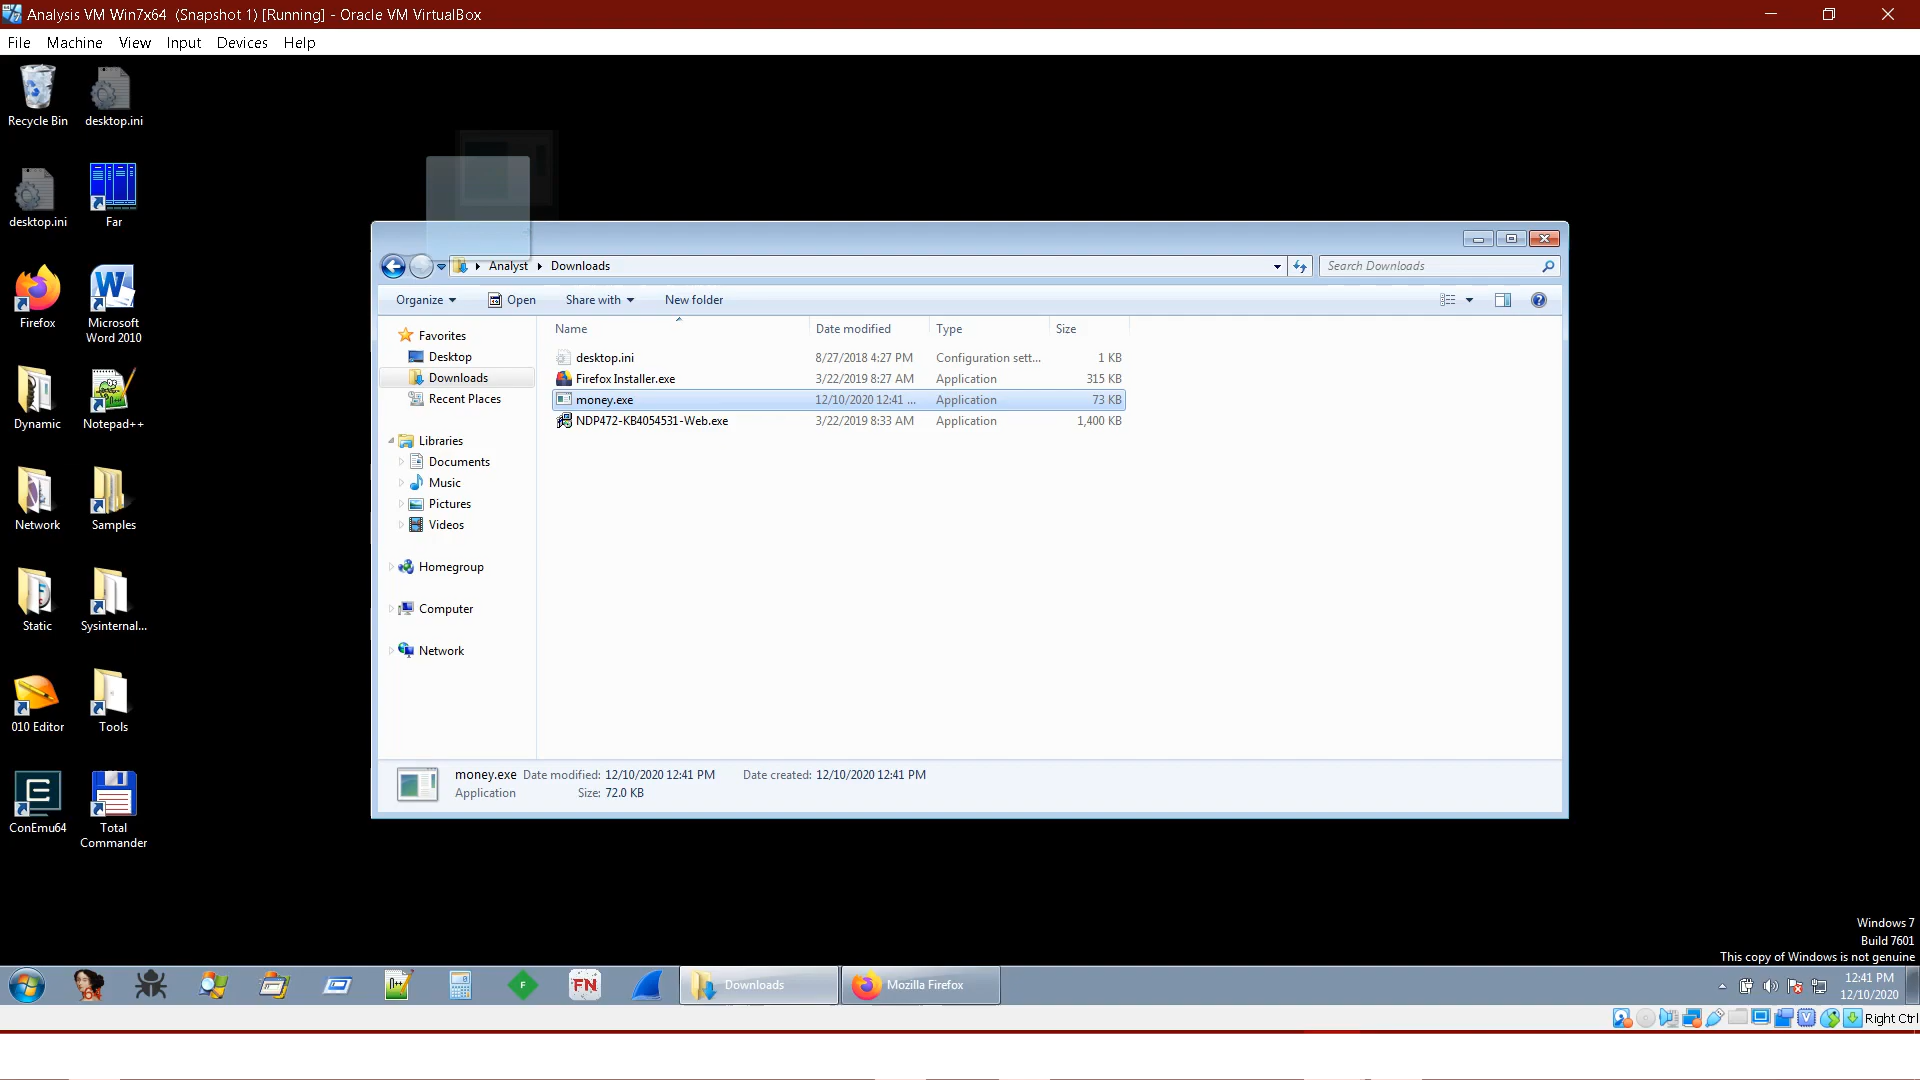 Analysis VM Win7x64 (Snapshot 1) [Running] - Oracle VM VirtualBox
File Machine View Input Devices Help
Recycle Bin desktop.ini
desktop.ini Far
Firefox Microsoft Word 2010
Dynamic Notepad++
Network Samples
Static Sysinternal...
010 Editor Tools
ConEmu64 Total Commander
Analyst Downloads Search Downloads
Organize Open Share with New folder
Favorites
Desktop
Downloads
Recent Places
Libraries
Documents
Music
Pictures
Videos
Homegroup
Computer
Network
Name Date modified Type Size
desktop.ini 8/27/2018 4:27 PM Configuration sett... 1 KB
Firefox Installer.exe 3/22/2019 8:27 AM Application 315 KB
money.exe 12/10/2020 12:41 ... Application 73 KB
NDP472-KB4054531-Web.exe 3/22/2019 8:33 AM Application 1,400 KB
money.exe Date modified: 12/10/2020 12:41 PM Date created: 12/10/2020 12:41 PM
Application Size: 72.0 KB
Windows 7
Build 7601
This copy of Windows is not genuine
F FN Downloads Mozilla Firefox
12:41 PM
12/10/2020
Right Ctrl